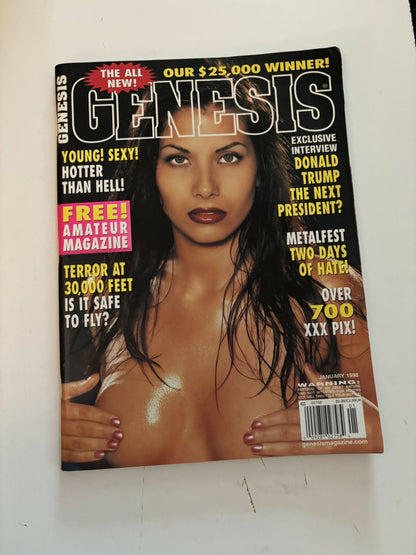 GENESIS
THE ALL
NEW!
OUR $25,000 WINNER!
GENESIS
YOUNG! SEXY!
HOTTER
THAN HELL!
FREE!
AMATEUR
MAGAZINE
TERROR AT
30,000 FEET
IS IT SAFE
TO FLY?
EXCLUSIVE
INTERVIEW
DONALD
TRUMP
THE NEXT
PRESIDENT?
METALFEST
TWO DAYS
OF HATE!
OVER
700
XXX PIX!
JANUARY 1998
WARNING:
genesismagazine.com